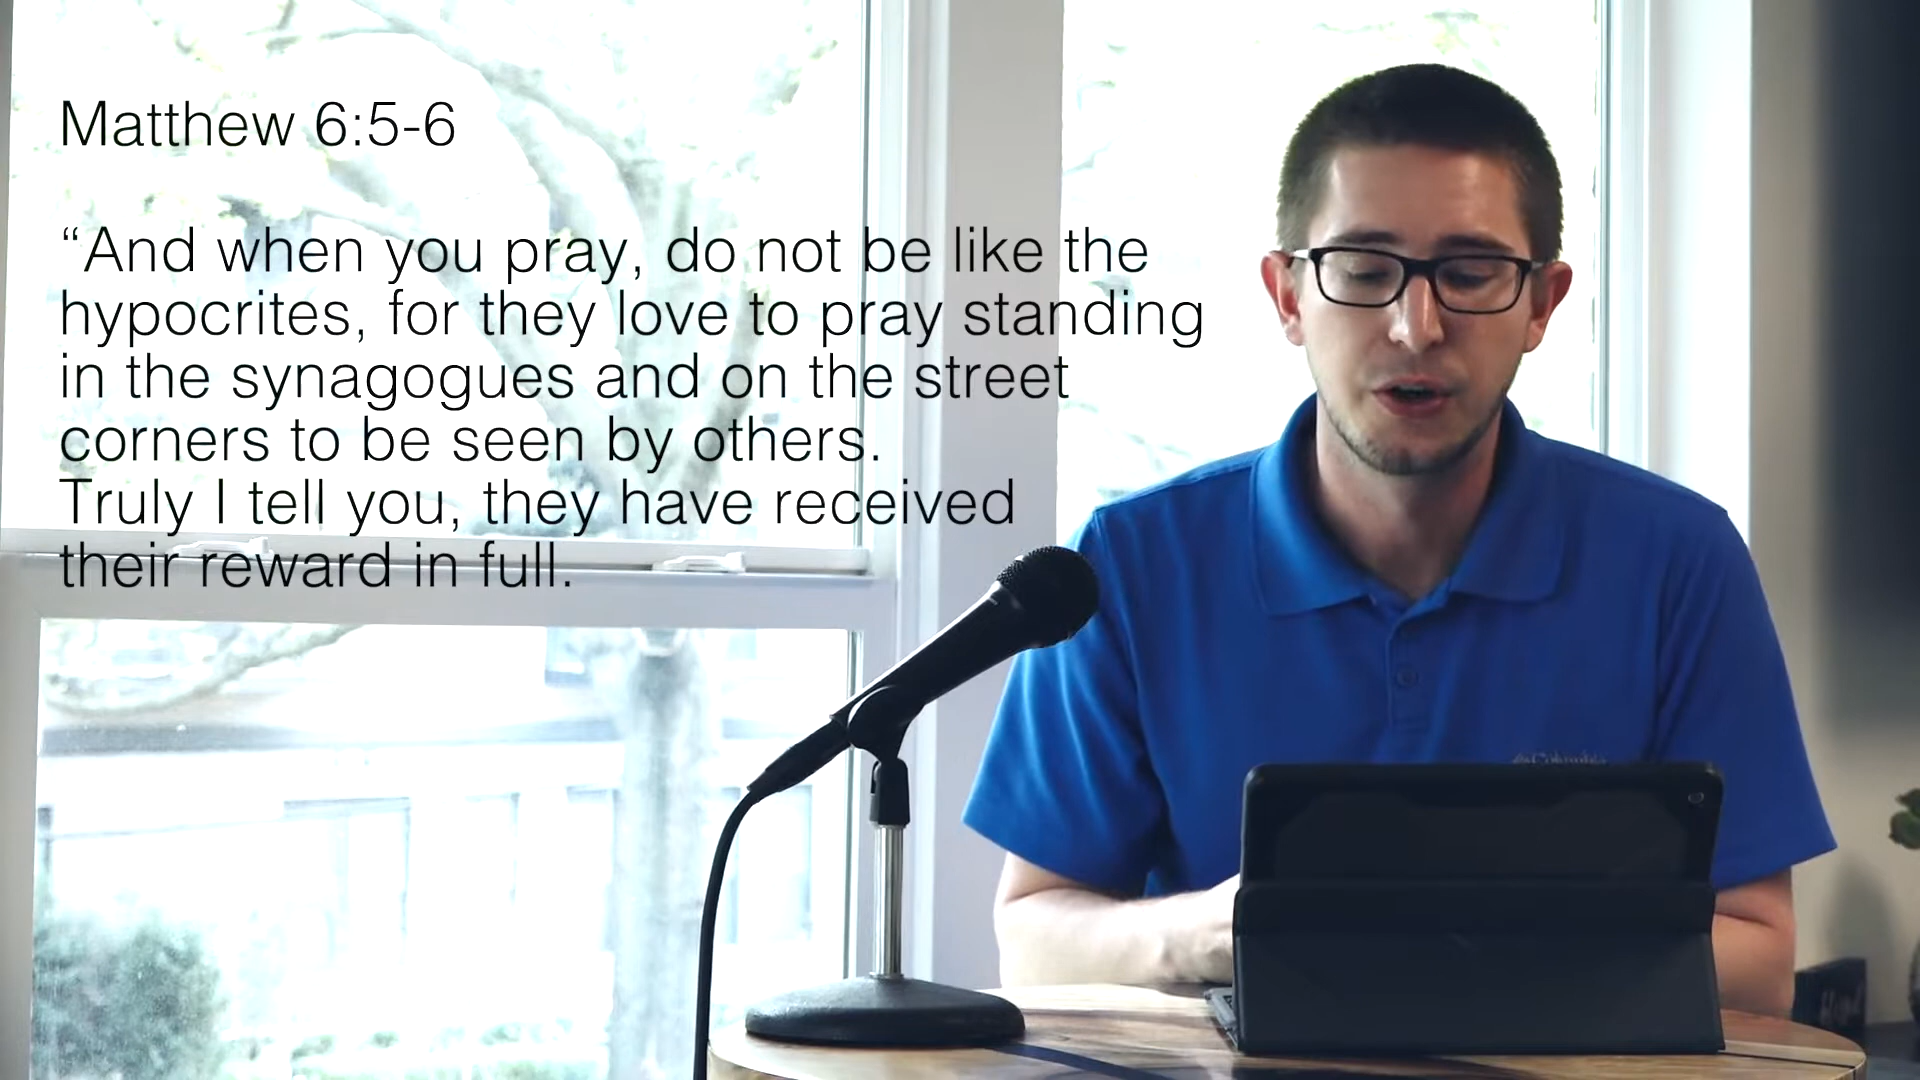 Matthew 6:5-6
“And when you pray, do not be like the
hypocrites, for they love to pray standing
in the synagogues and on the street
corners to be seen by others.
Truly I tell you, they have received
their reward in full.
Columbia